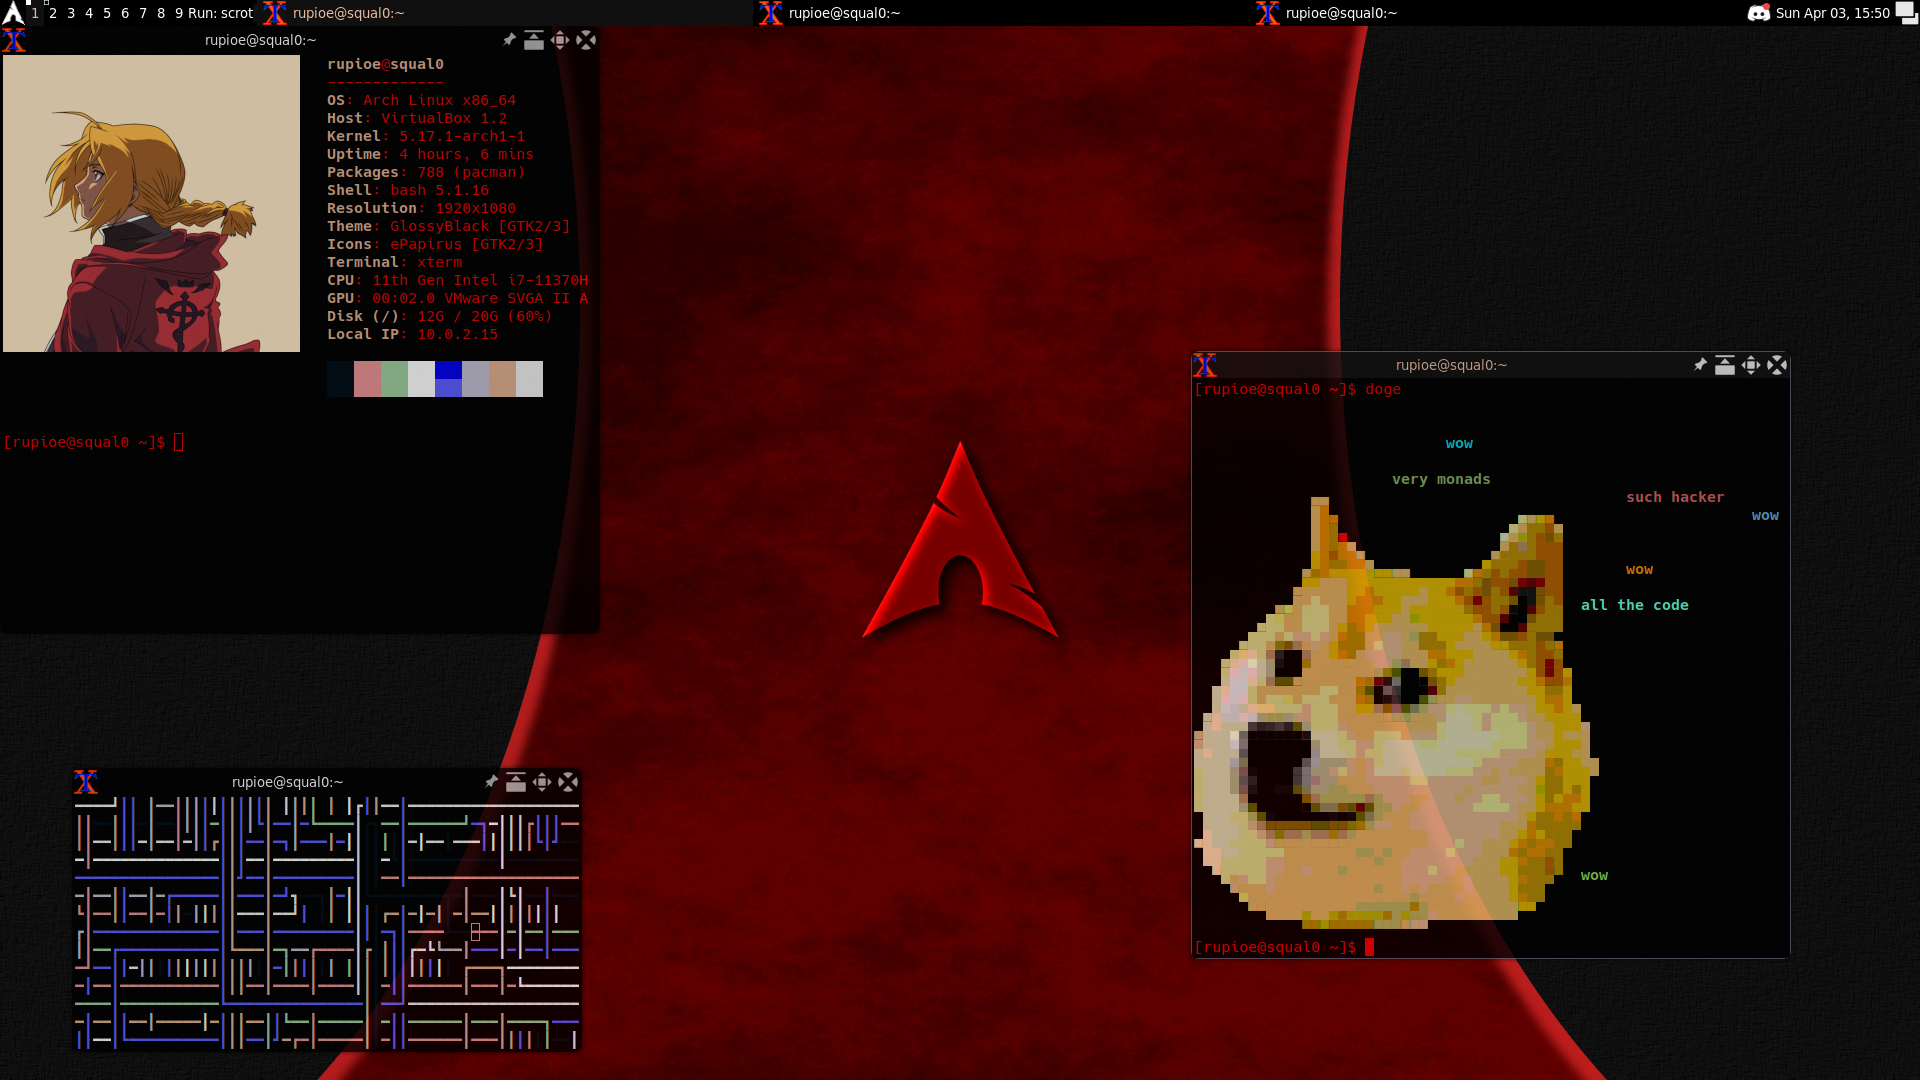 1 2 3 4 5 6 7 8 9 Run: scrot rupioe@squal0:~ rupioe@squal0:~ rupioe@squal0:~ Sun Apr 03, 15:50
rupioe@squal0:~
rupioe@squal0
-------------
OS: Arch Linux x86_64
Host: VirtualBox 1.2
Kernel: 5.17.1-arch1-1
Uptime: 4 hours, 6 mins
Packages: 788 (pacman)
Shell: bash 5.1.16
Resolution: 1920x1080
Theme: GlossyBlack [GTK2/3]
Icons: ePapirus [GTK2/3]
Terminal: xterm
CPU: 11th Gen Intel i7-11370H
GPU: 00:02.0 VMware SVGA II A
Disk (/): 12G / 20G (60%)
Local IP: 10.0.2.15
[rupioe@squal0 ~]$
rupioe@squal0:~
[rupioe@squal0 ~]$ doge
wow
very monads
such hacker
wow
wow
all the code
wow
[rupioe@squal0 ~]$
rupioe@squal0:~